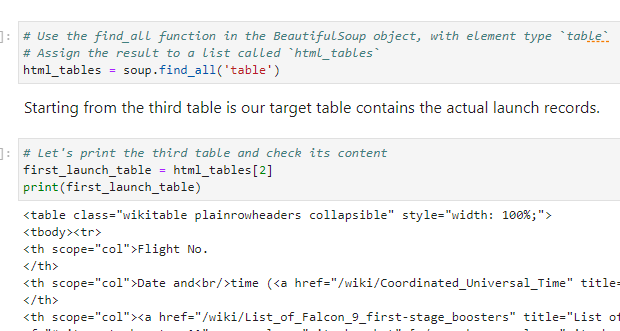 ]: # Use the find_all function in the BeautifulSoup object, with element type `table`
# Assign the result to a list called `html_tables`
html_tables = soup.find_all('table')
Starting from the third table is our target table contains the actual launch records.
]: # Let's print the third table and check its content
first_launch_table = html_tables[2]
print(first_launch_table)
<table class="wikitable plainrowheaders collapsible" style="width: 100%;">
<tbody><tr>
<th scope="col">Flight No.
</th>
<th scope="col">Date and<br/>time (<a href="/wiki/Coordinated_Universal_Time" title=
</th>
<th scope="col"><a href="/wiki/List_of_Falcon_9_first-stage_boosters" title="List of